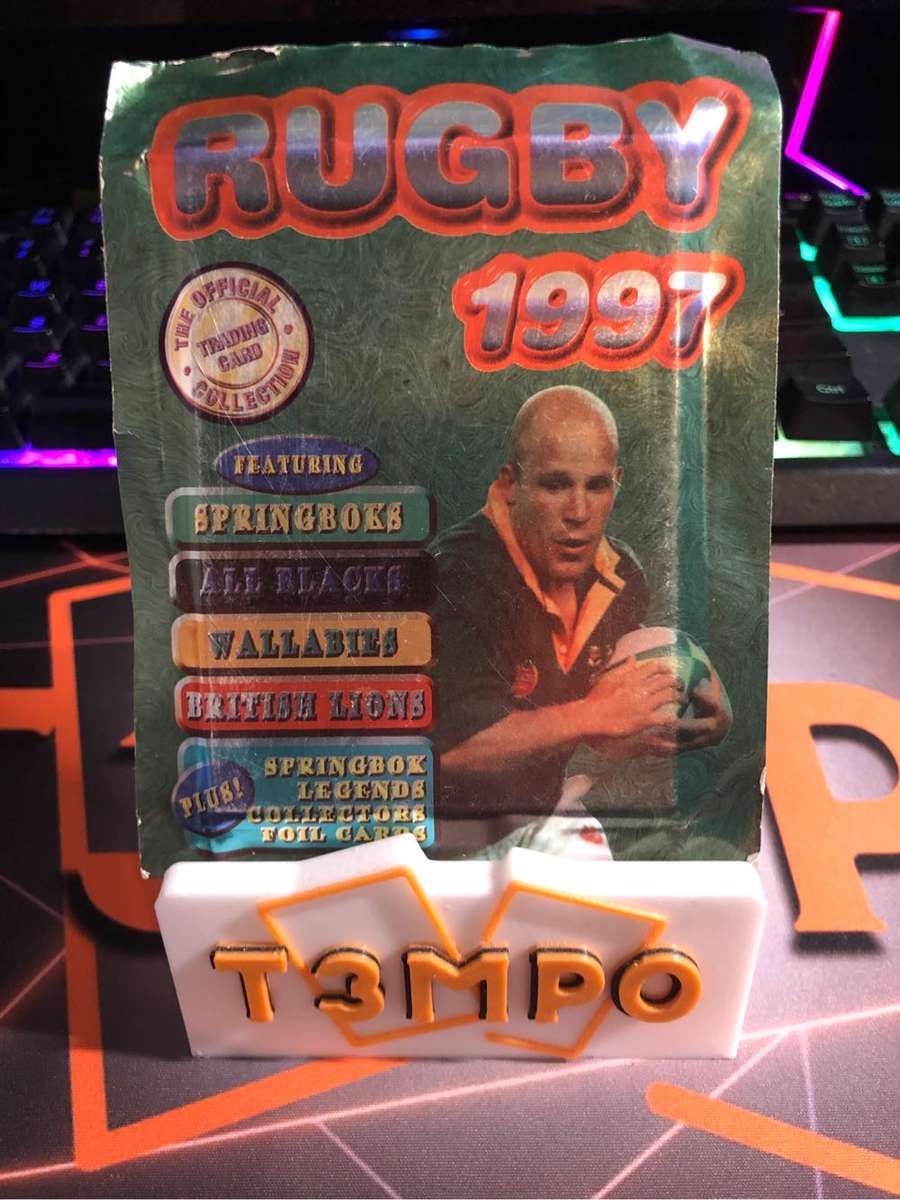 RUGBY
1997
THE OFFICIAL
TRADING
CARD
COLLECTION
FEATURING
SPRINGBOKS
ALL BLACKS
WALLABIES
BRITISH LIONS
PLUS!
SPRINGBOK
LEGENDS
COLLECTORS
FOIL CARDS
T3MPO